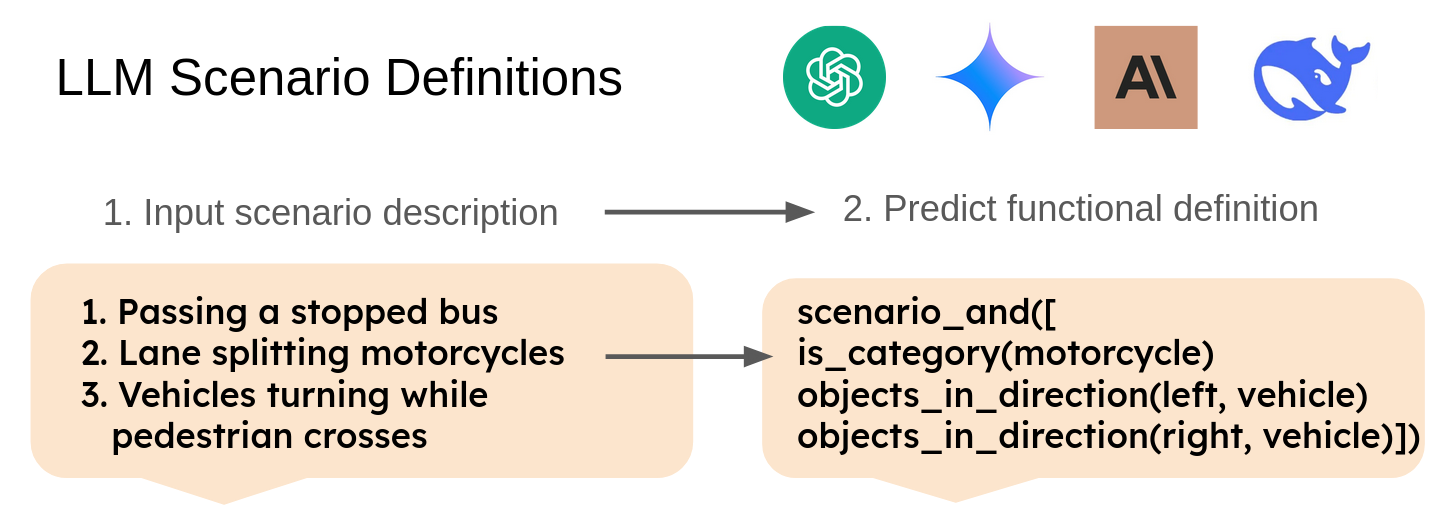 LLM Scenario Definitions
AI
1. Input scenario description
2. Predict functional definition
1. Passing a stopped bus
2. Lane splitting motorcycles
3. Vehicles turning while
pedestrian crosses
scenario_and([
is_category(motorcycle)
objects_in_direction(left, vehicle)
objects_in_direction(right, vehicle)])